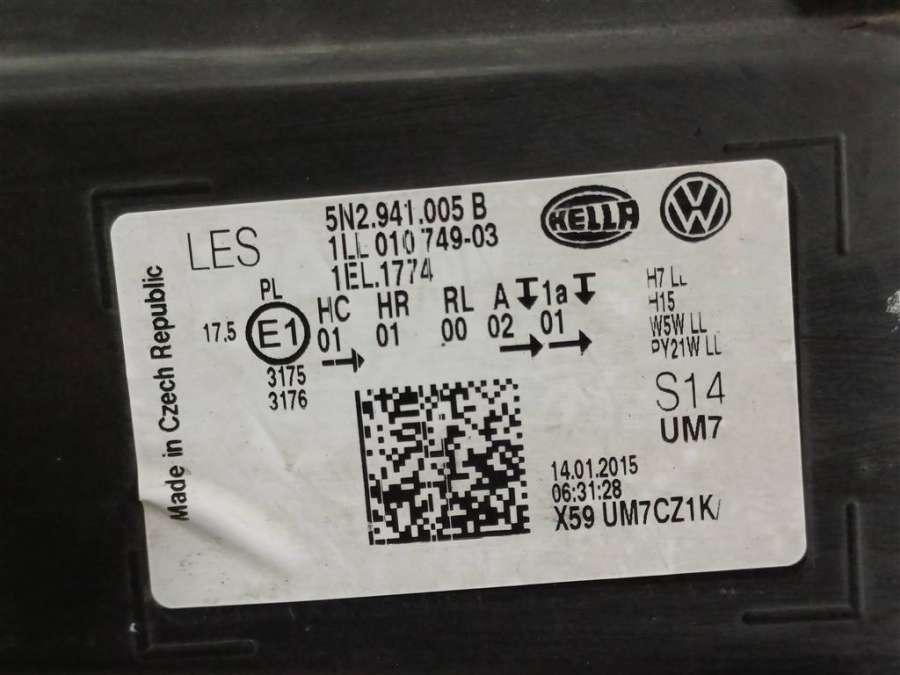 LES
5N2.941.005 B
1LL 010 749-03
1EL.1774
HELLA
VW
PL
17.5 E1
3175
3176
HC HR RL A 1a
01 01 00 02 01
H7 LL
H15
W5W LL
PY21W LL
S14
UM7
14.01.2015
06:31:28
X59 UM7CZ1K/
Made in Czech Republic